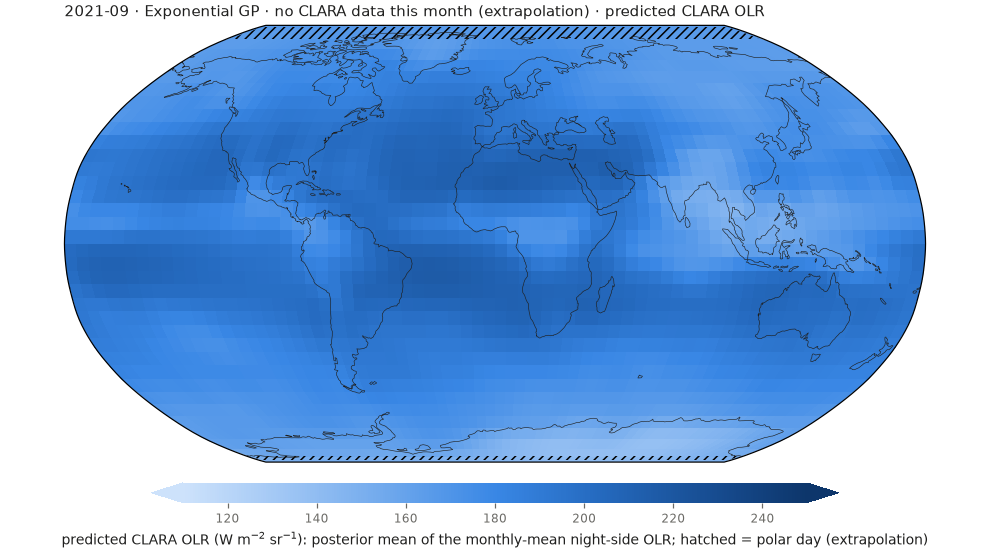 2021-09 · Exponential GP · no CLARA data this month (extrapolation) · predicted CLARA OLR
120 140 160 180 200 220 240
predicted CLARA OLR (W m⁻² sr⁻¹): posterior mean of the monthly-mean night-side OLR; hatched = polar day (extrapolation)